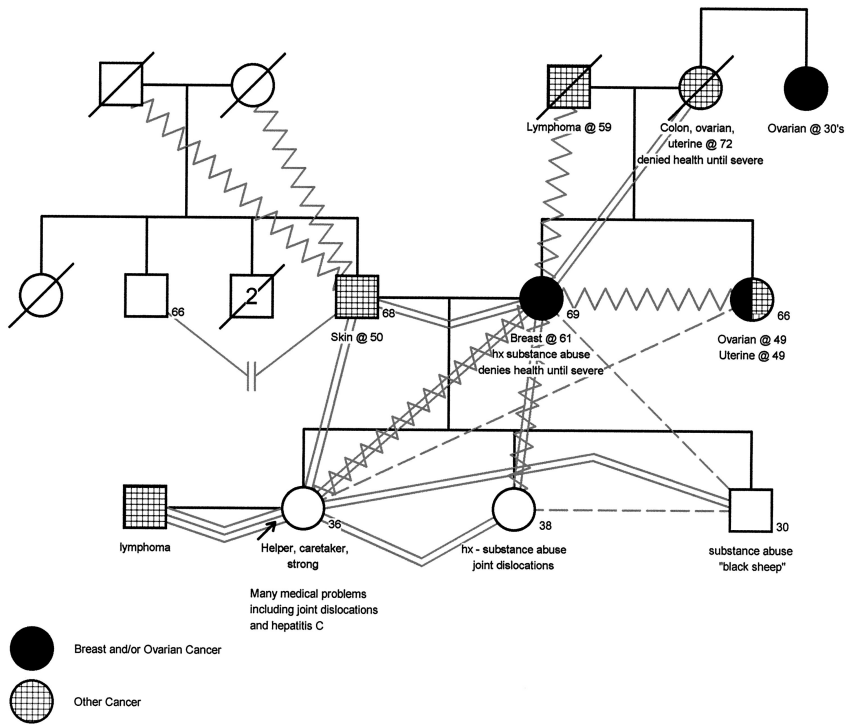 Lymphoma @ 59
Colon, ovarian,
uterine @ 72
denied health until severe
Ovarian @ 30's
66
2
68
Skin @ 50
69
Breast @ 61
hx substance abuse
denies health until severe
66
Ovarian @ 49
Uterine @ 49
lymphoma
36
Helper, caretaker,
strong
Many medical problems
including joint dislocations
and hepatitis C
38
hx - substance abuse
joint dislocations
30
substance abuse
"black sheep"
Breast and/or Ovarian Cancer
Other Cancer